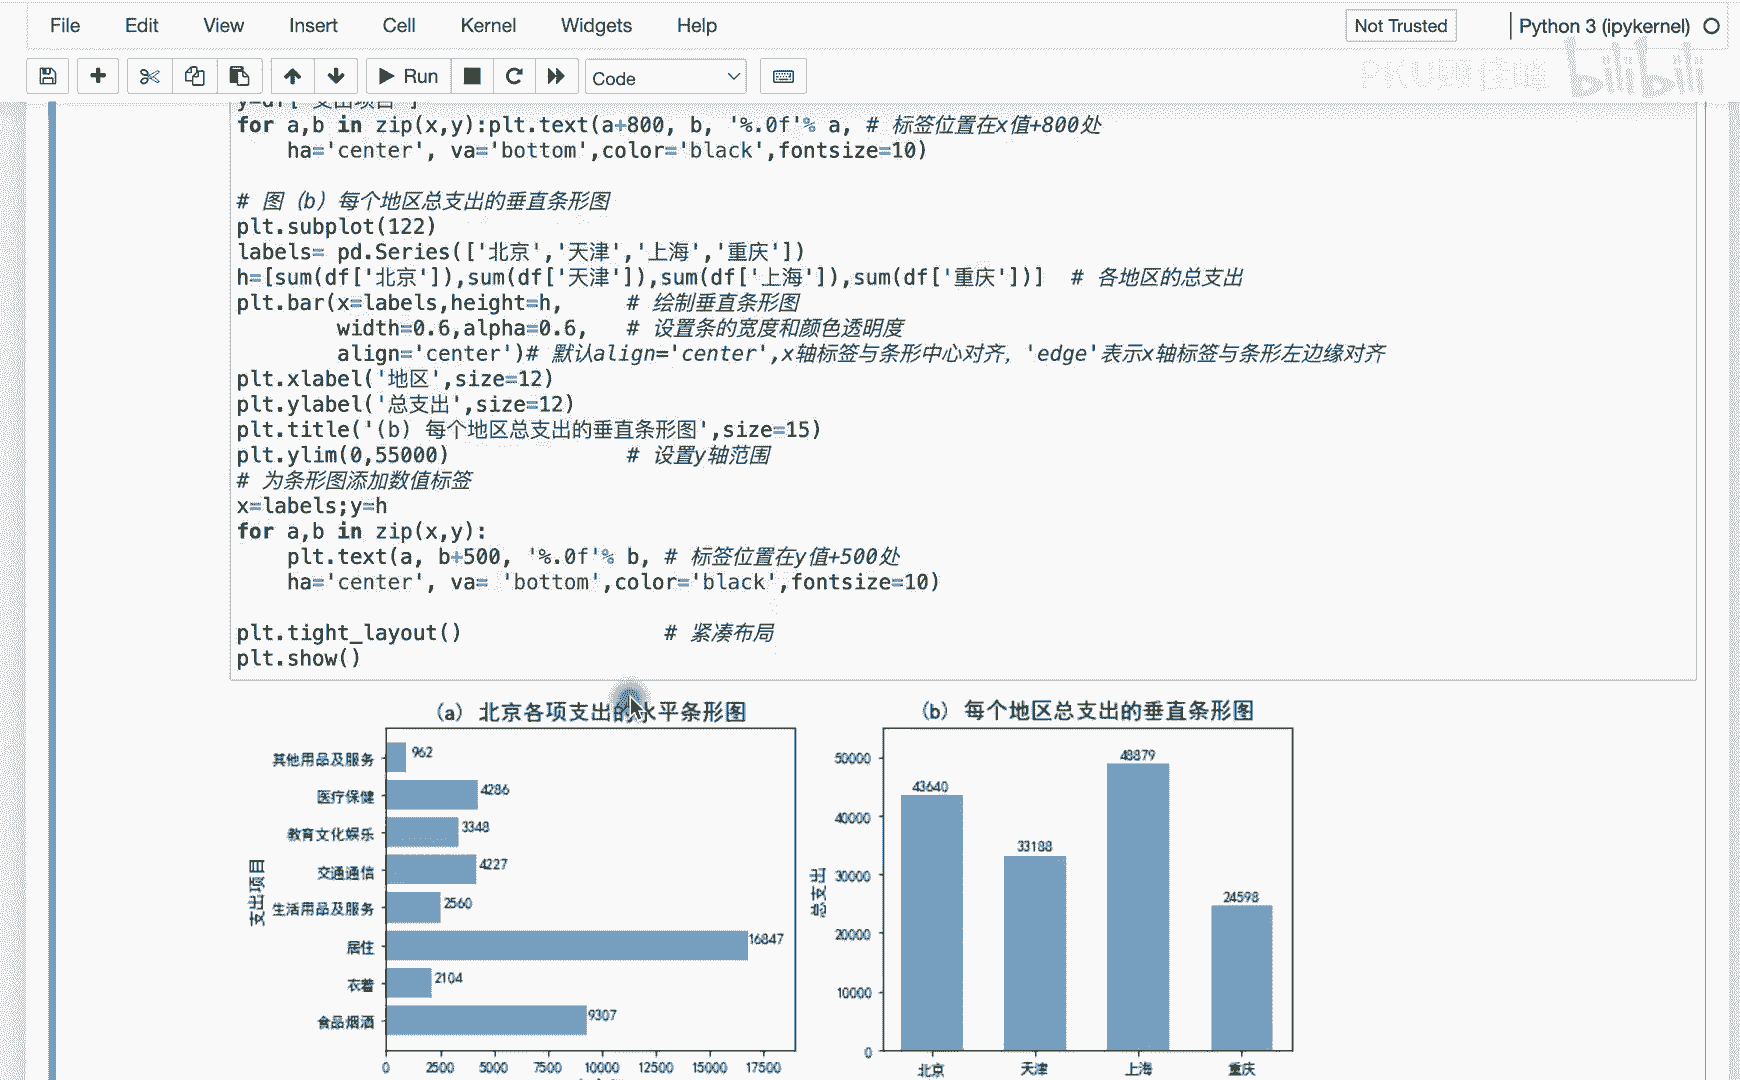 File Edit View Insert Cell Kernel Widgets Help Not Trusted Python 3 (ipykernel)
Run Code
bilibili
y=df['支出项目']
for a,b in zip(x,y):plt.text(a+800, b, '%.0f'% a, # 标签位置在x值+800处
ha='center', va='bottom',color='black',fontsize=10)
# 图（b）每个地区总支出的垂直条形图
plt.subplot(122)
labels= pd.Series(['北京','天津','上海','重庆'])
h=[sum(df['北京']),sum(df['天津']),sum(df['上海']),sum(df['重庆'])] # 各地区的总支出
plt.bar(x=labels,height=h, # 绘制垂直条形图
width=0.6,alpha=0.6, # 设置条的宽度和颜色透明度
align='center')# 默认align='center',x轴标签与条形中心对齐，'edge'表示x轴标签与条形左边缘对齐
plt.xlabel('地区',size=12)
plt.ylabel('总支出',size=12)
plt.title('(b) 每个地区总支出的垂直条形图',size=15)
plt.ylim(0,55000) # 设置y轴范围
# 为条形图添加数值标签
x=labels;y=h
for a,b in zip(x,y):
plt.text(a, b+500, '%.0f'% b, # 标签位置在y值+500处
ha='center', va= 'bottom',color='black',fontsize=10)
plt.tight_layout() # 紧凑布局
plt.show()
(a) 北京各项支出的水平条形图
支出项目
其他用品及服务 962
医疗保健 4286
教育文化娱乐 3348
交通通信 4227
生活用品及服务 2560
居住 16847
衣着 2104
食品烟酒 9307
0 2500 5000 7500 10000 12500 15000 17500
(b) 每个地区总支出的垂直条形图
总支出
50000
40000
30000
20000
10000
0
43640
33188
48879
24598
北京 天津 上海 重庆